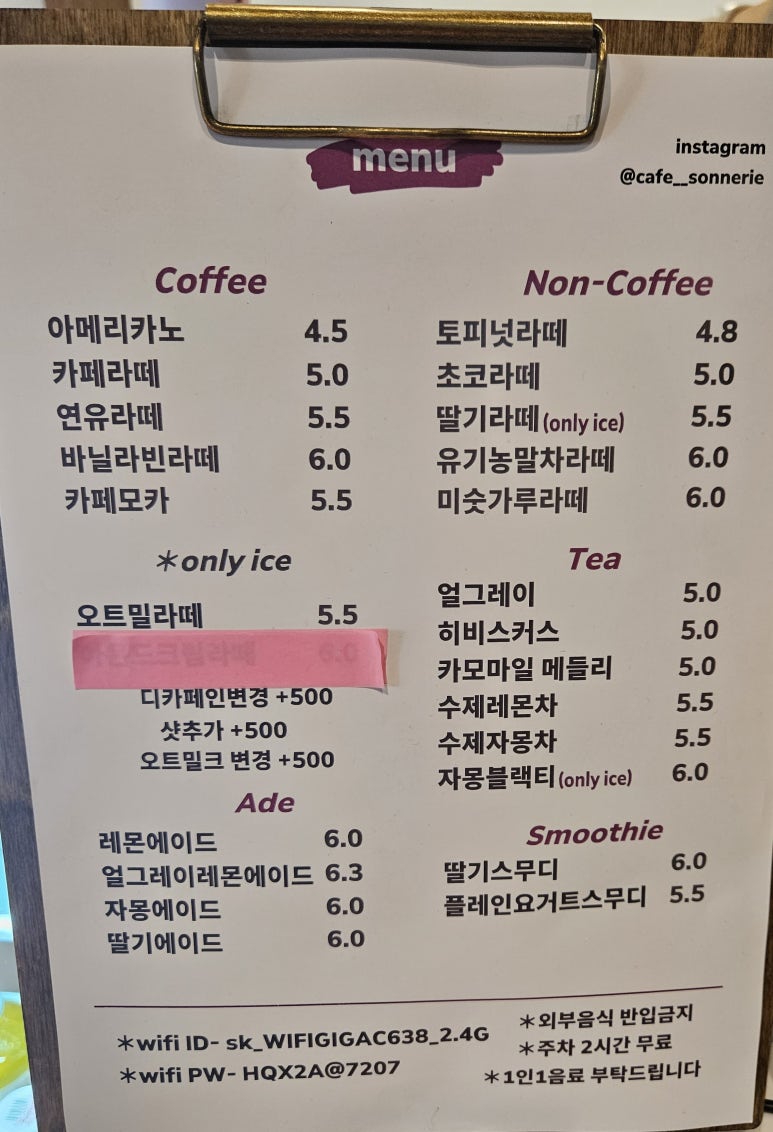 menu
instagram
@cafe__sonnerie
Coffee
아메리카노 4.5
카페라떼 5.0
연유라떼 5.5
바닐라빈라떼 6.0
카페모카 5.5
*only ice
오트밀라떼 5.5
6.0
디카페인변경 +500
샷추가 +500
오트밀크 변경 +500
Ade
레몬에이드 6.0
얼그레이레몬에이드 6.3
자몽에이드 6.0
딸기에이드 6.0
Non-Coffee
토피넛라떼 4.8
초코라떼 5.0
딸기라떼(only ice) 5.5
유기농말차라떼 6.0
미숫가루라떼 6.0
Tea
얼그레이 5.0
히비스커스 5.0
카모마일 메들리 5.0
수제레몬차 5.5
수제자몽차 5.5
자몽블랙티(only ice) 6.0
Smoothie
딸기스무디 6.0
플레인요거트스무디 5.5
*wifi ID- sk_WIFIGIGAC638_2.4G
*wifi PW- HQX2A@7207
*외부음식 반입금지
*주차 2시간 무료
*1인1음료 부탁드립니다